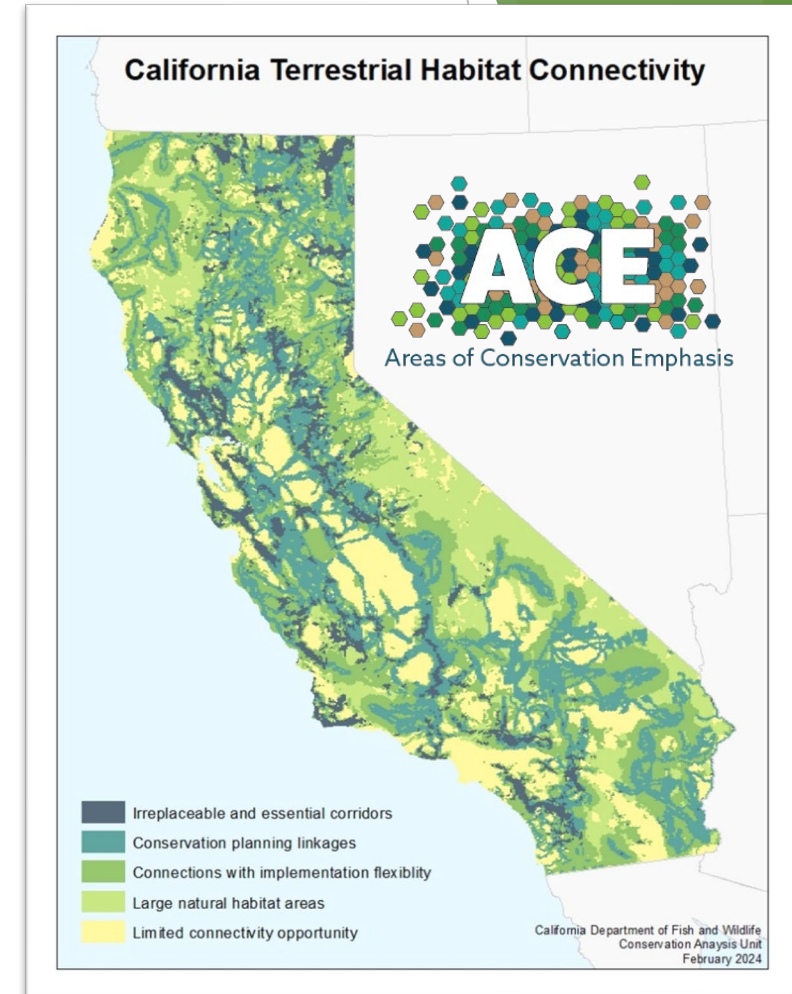 California Terrestrial Habitat Connectivity
ACE
Areas of Conservation Emphasis
Irreplaceable and essential corridors
Conservation planning linkages
Connections with implementation flexiblity
Large natural habitat areas
Limited connectivity opportunity
California Department of Fish and Wildlife
Conservation Anaysis Unit
February 2024